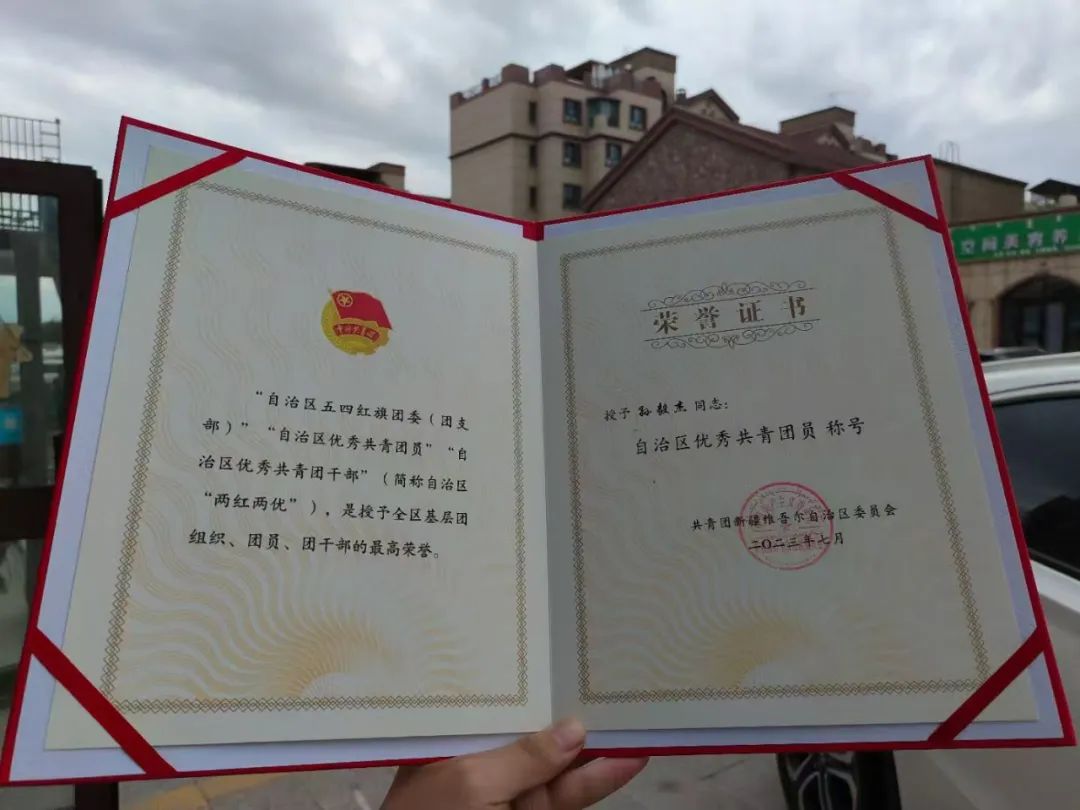 中国共青团
“自治区五四红旗团委（团支
部）”“自治区优秀共青团员”“自
治区优秀共青团干部”（简称自治区
“两红两优”），是授予全区基层团
组织、团员、团干部的最高荣誉。
荣誉证书
授予 孙毅杰 同志：
自治区优秀共青团员 称号
共青团新疆维吾尔自治区委员会
二〇二三年七月